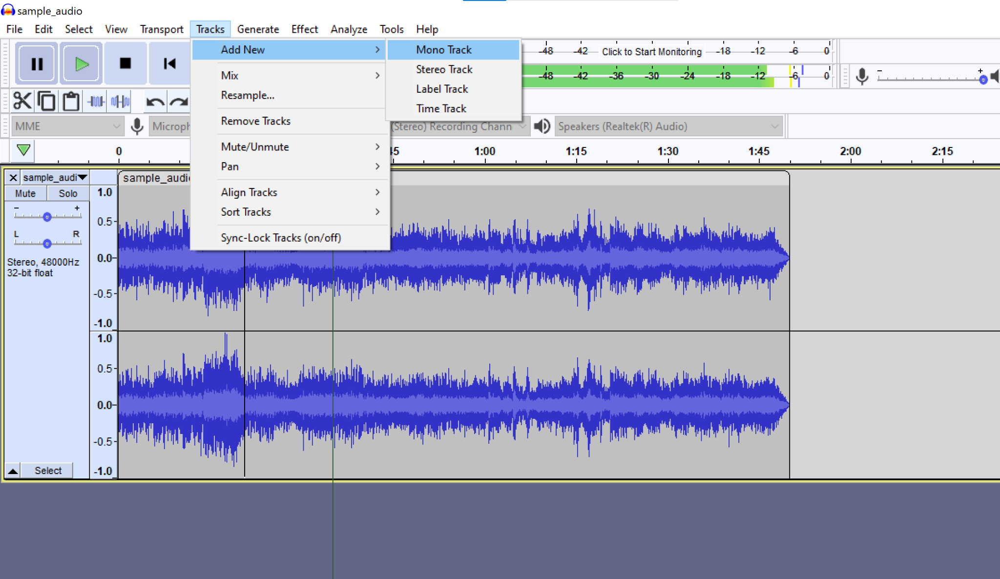 sample_audio
File Edit Select View Transport Tracks Generate Effect Analyze Tools Help
Add New
Mix
Resample...
Remove Tracks
Mute/Unmute
Pan
Align Tracks
Sort Tracks
Sync-Lock Tracks (on/off)
Mono Track
Stereo Track
Label Track
Time Track
-48 -42 Click to Start Monitoring -18 -12 -6 0
-48 -42 -36 -30 -24 -18 -12 -6 0
- +
MME (Stereo) Recording Chann Speakers (Realtek(R) Audio)
0 1:00 1:15 1:30 1:45 2:00 2:15
sample_audi
Mute Solo
- +
L R
Stereo, 48000Hz
32-bit float
Select
1.0
0.5
0.0
-0.5
-1.0
1.0
0.5
0.0
-0.5
-1.0